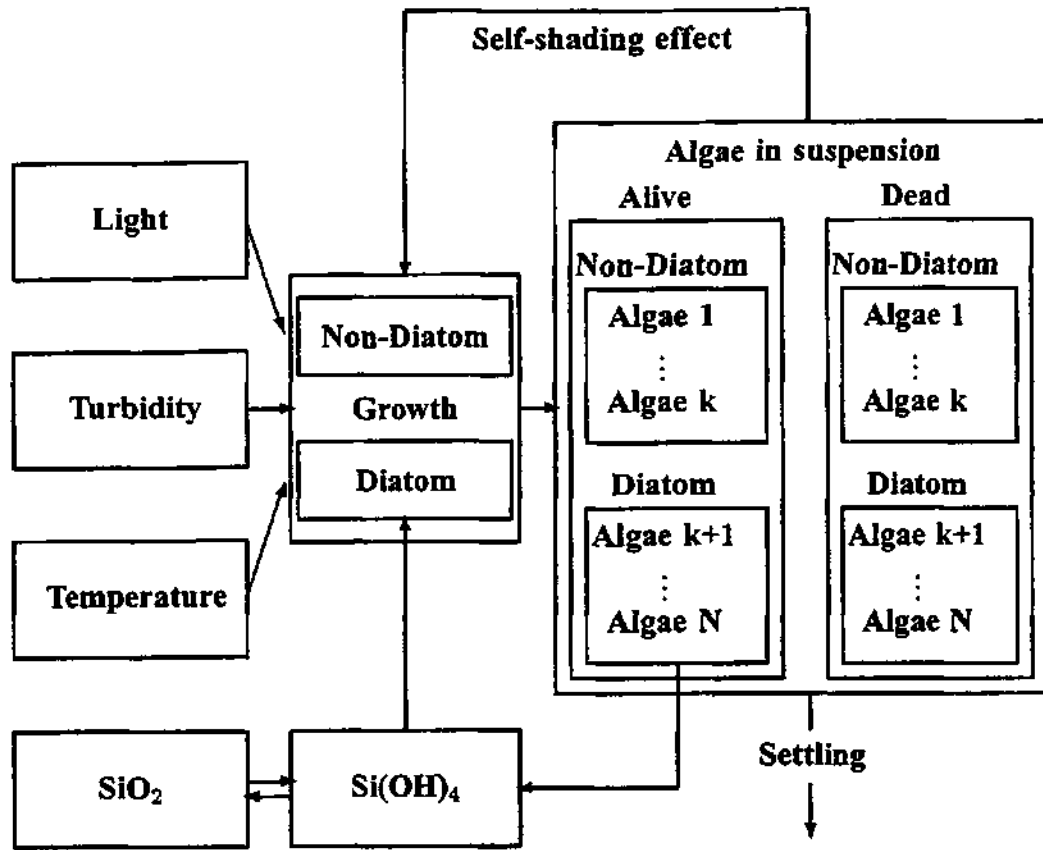 Self-shading effect
Algae in suspension
Alive
Dead
Light
Non-Diatom
Non-Diatom
Algae 1
⋮
Algae k
Algae 1
⋮
Algae k
Non-Diatom
Growth
Diatom
Turbidity
Diatom
Diatom
Algae k+1
⋮
Algae N
Algae k+1
⋮
Algae N
Temperature
SiO₂
Si(OH)₄
Settling